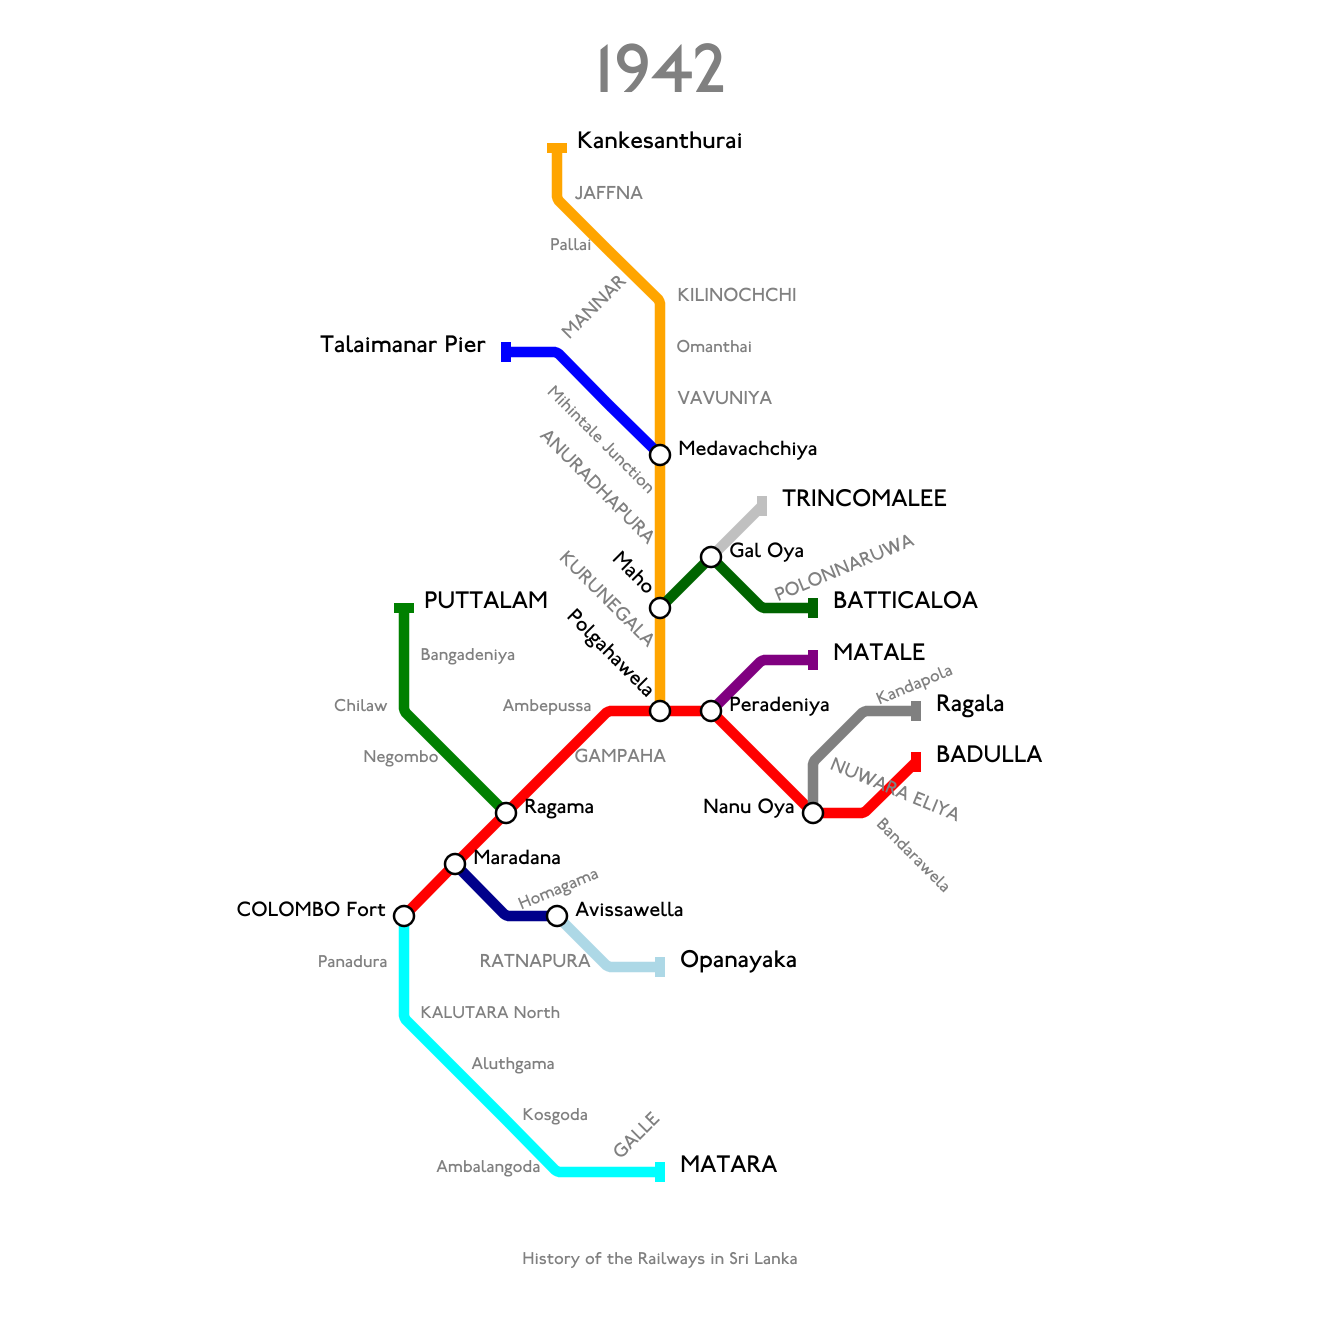 1942
Kankesanthurai
JAFFNA
Pallai
MANNAR
KILINOCHCHI
Talaimanar Pier
Omanthai
VAVUNIYA
Mihintale Junction
Medavachchiya
ANURADHAPURA
TRINCOMALEE
Gal Oya
POLONNARUWA
Maho
KURUNEGALA
PUTTALAM
BATTICALOA
Polgahawela
Bangadeniya
MATALE
Kandapola
Chilaw
Ambepussa
Peradeniya
Ragala
Negombo
GAMPAHA
NUWARA ELIYA
BADULLA
Ragama
Nanu Oya
Bandarawela
Maradana
Homagama
COLOMBO Fort
Avissawella
Panadura
RATNAPURA
Opanayaka
KALUTARA North
Aluthgama
Kosgoda
GALLE
Ambalangoda
MATARA
History of the Railways in Sri Lanka